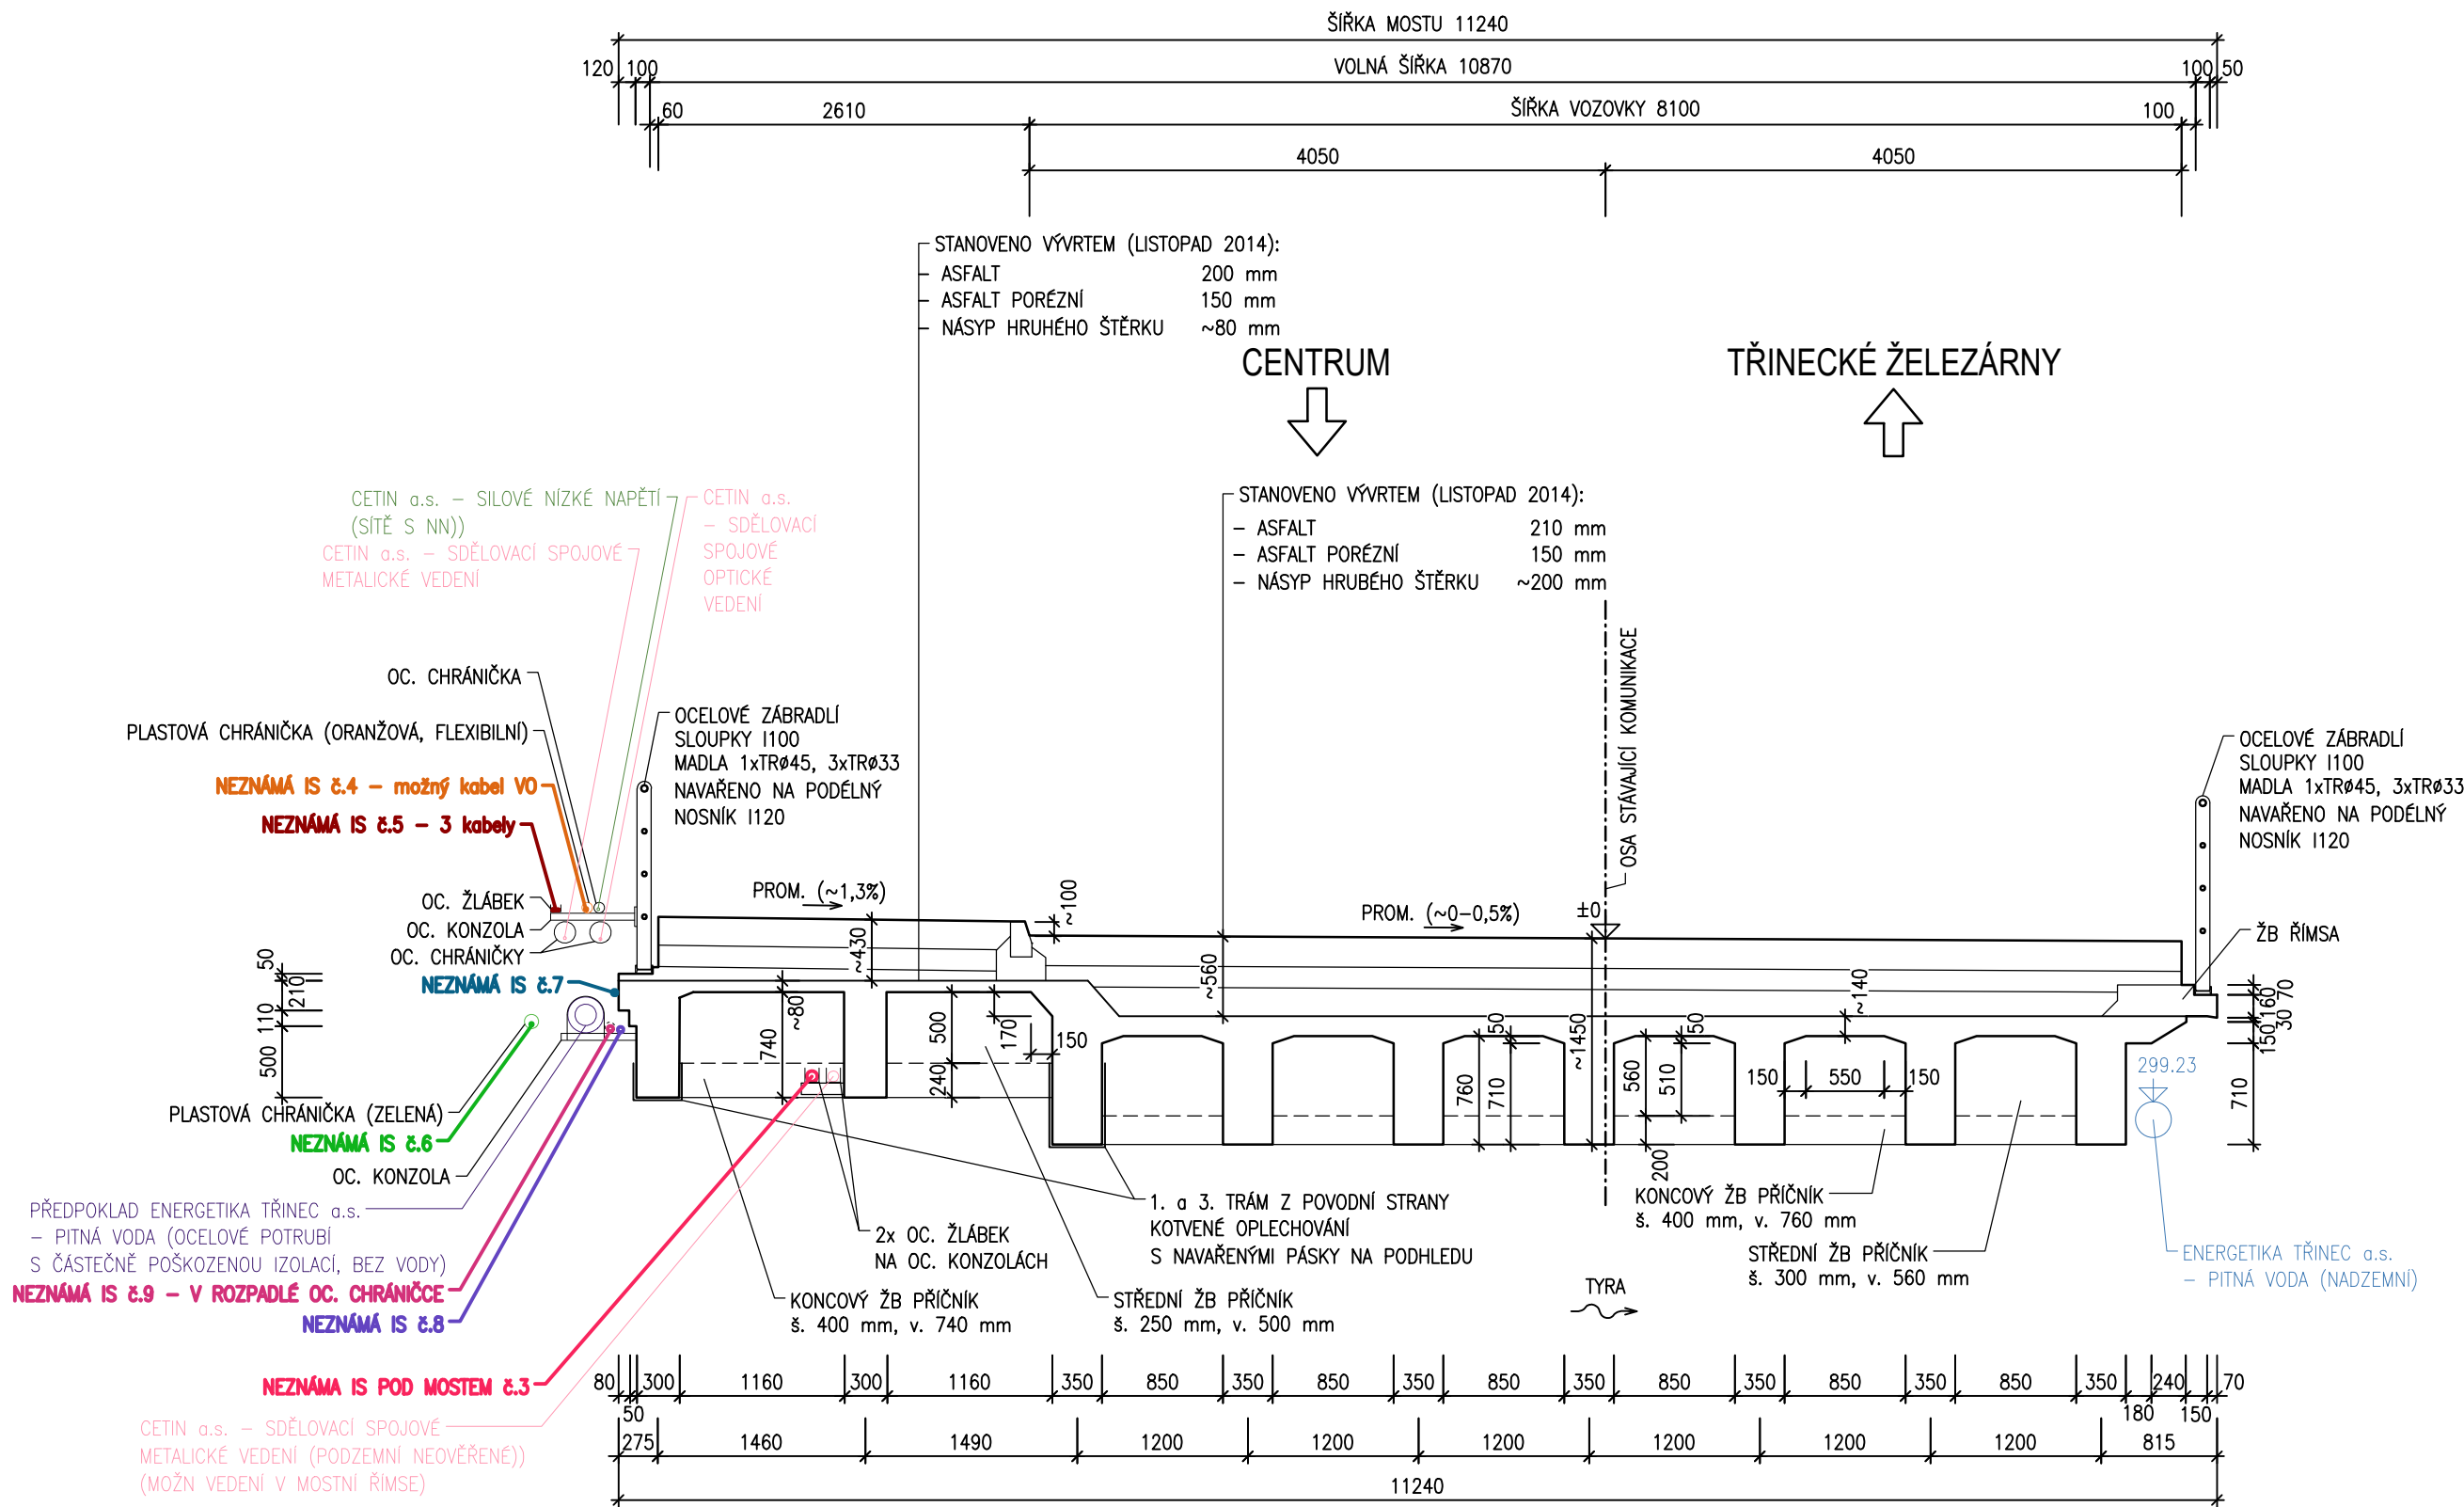 ŠÍŘKA MOSTU 11240
120 100 VOLNÁ ŠÍŘKA 10870 100 50
60 2610 ŠÍŘKA VOZOVKY 8100 100
4050 4050
STANOVENO VÝVRTEM (LISTOPAD 2014):
- ASFALT 200 mm
- ASFALT PORÉZNÍ 150 mm
- NÁSYP HRUHÉHO ŠTĚRKU ~80 mm
CENTRUM
TŘINECKÉ ŽELEZÁRNY
STANOVENO VÝVRTEM (LISTOPAD 2014):
- ASFALT 210 mm
- ASFALT PORÉZNÍ 150 mm
- NÁSYP HRUBÉHO ŠTĚRKU ~200 mm
CETIN a.s. - SILOVÉ NÍZKÉ NAPĚTÍ
(SÍTĚ S NN))
CETIN a.s. - SDĚLOVACÍ SPOJOVÉ
METALICKÉ VEDENÍ
CETIN a.s.
- SDĚLOVACÍ
SPOJOVÉ
OPTICKÉ
VEDENÍ
OC. CHRÁNIČKA
PLASTOVÁ CHRÁNIČKA (ORANŽOVÁ, FLEXIBILNÍ)
NEZNÁMÁ IS č.4 - možný kabel VO
NEZNÁMÁ IS č.5 - 3 kabely
OC. ŽLÁBEK
OC. KONZOLA
OC. CHRÁNIČKY
NEZNÁMÁ IS č.7
OCELOVÉ ZÁBRADLÍ
SLOUPKY I100
MADLA 1xTRø45, 3xTRø33
NAVAŘENO NA PODÉLNÝ
NOSNÍK I120
OSA STÁVAJÍCÍ KOMUNIKACE
OCELOVÉ ZÁBRADLÍ
SLOUPKY I100
MADLA 1xTRø45, 3xTRø33
NAVAŘENO NA PODÉLNÝ
NOSNÍK I120
PROM. (~1,3%)
~100
PROM. (~0-0,5%)
±0
ŽB ŘÍMSA
50
210
110
500
~430
~80
740
500
240
170
150
~560
760
50
710
~1450
560
50
510
200
~140
150 550 150
70
160
30
150
710
299.23
PLASTOVÁ CHRÁNIČKA (ZELENÁ)
NEZNÁMÁ IS č.6
OC. KONZOLA
PŘEDPOKLAD ENERGETIKA TŘINEC a.s.
- PITNÁ VODA (OCELOVÉ POTRUBÍ
S ČÁSTEČNĚ POŠKOZENOU IZOLACÍ, BEZ VODY)
NEZNÁMÁ IS č.9 - V ROZPADLÉ OC. CHRÁNIČCE
NEZNÁMÁ IS č.8
2x OC. ŽLÁBEK
NA OC. KONZOLÁCH
1. a 3. TRÁM Z POVODNÍ STRANY
KOTVENÉ OPLECHOVÁNÍ
S NAVAŘENÝMI PÁSKY NA PODHLEDU
KONCOVÝ ŽB PŘÍČNÍK
š. 400 mm, v. 760 mm
STŘEDNÍ ŽB PŘÍČNÍK
š. 300 mm, v. 560 mm
ENERGETIKA TŘINEC a.s.
- PITNÁ VODA (NADZEMNÍ)
KONCOVÝ ŽB PŘÍČNÍK
š. 400 mm, v. 740 mm
STŘEDNÍ ŽB PŘÍČNÍK
š. 250 mm, v. 500 mm
TYRA
NEZNÁMA IS POD MOSTEM č.3
CETIN a.s. - SDĚLOVACÍ SPOJOVÉ
METALICKÉ VEDENÍ (PODZEMNÍ NEOVĚŘENÉ))
(MOŽN VEDENÍ V MOSTNÍ ŘÍMSE)
80 300 1160 300 1160 350 850 350 850 350 850 350 850 350 850 350 850 350 240 70
50 180 150
275 1460 1490 1200 1200 1200 1200 1200 1200 815
11240